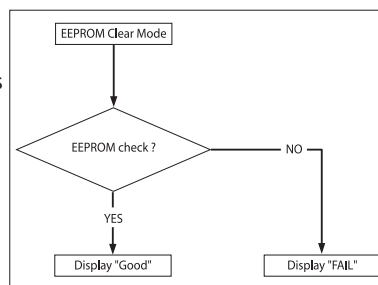 EEPROM Clear Mode
S
EEPROM check ?
NO
YES
Display "Good"
Display "FAIL"